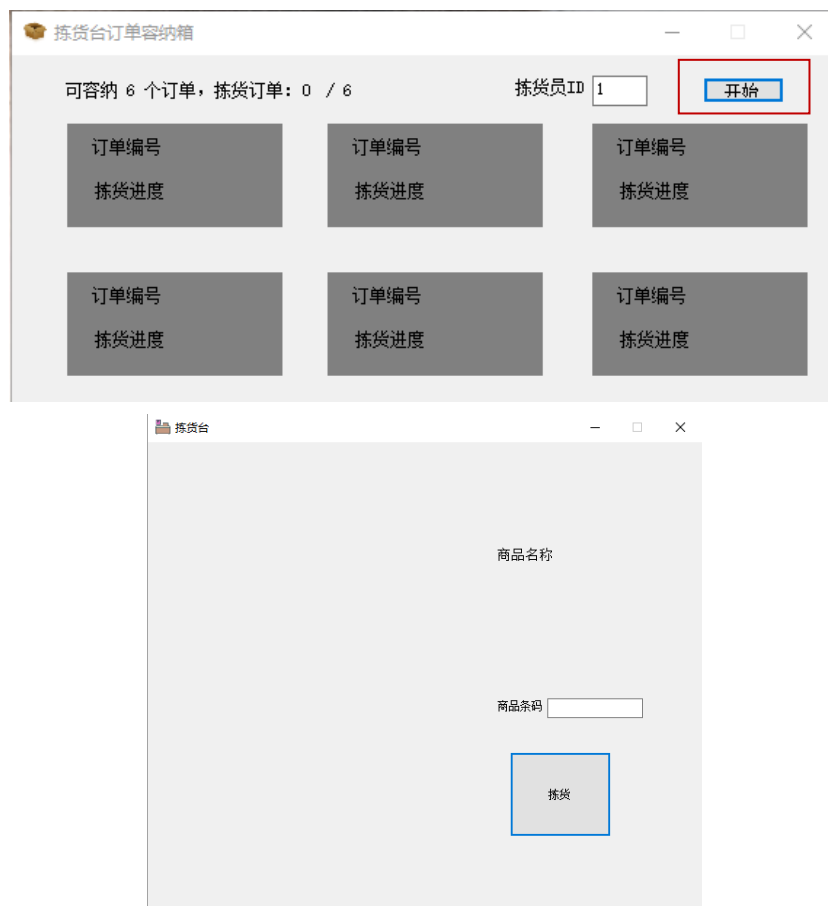 拣货台订单容纳箱
可容纳 6 个订单，拣货订单：0 / 6 拣货员ID 1 开始
订单编号 订单编号 订单编号
拣货进度 拣货进度 拣货进度
订单编号 订单编号 订单编号
拣货进度 拣货进度 拣货进度
拣货台
商品名称
商品条码
拣货